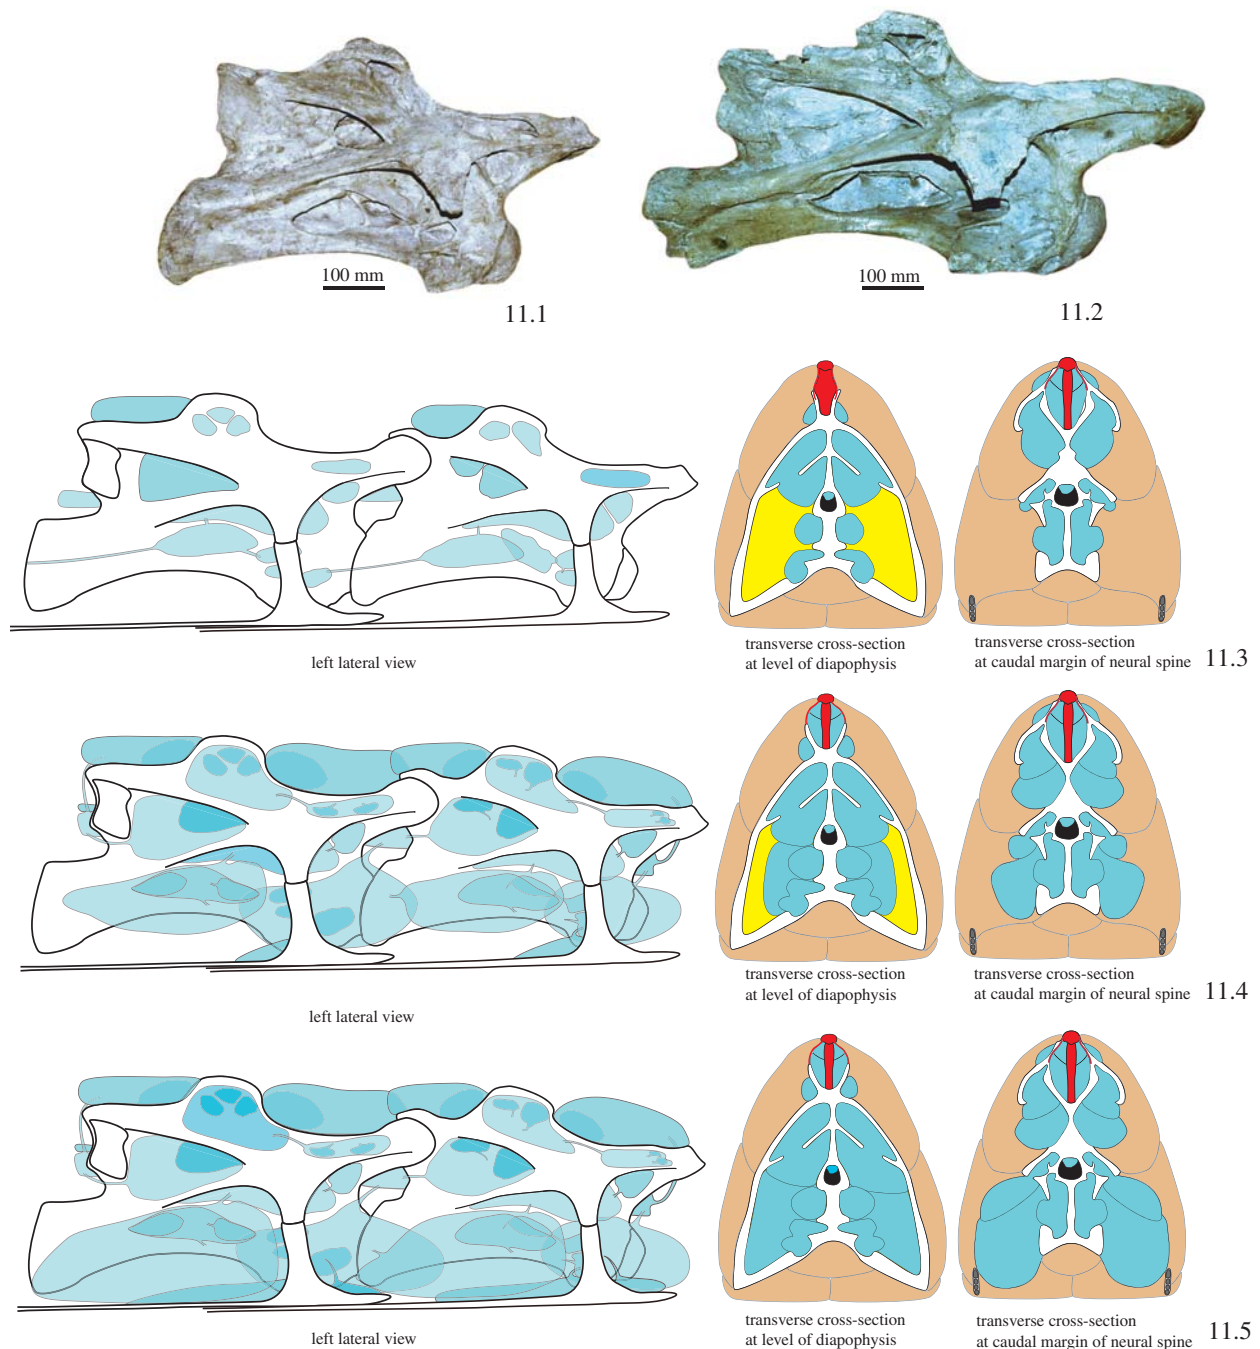 100 mm
11.1
100 mm
11.2
left lateral view
transverse cross-section
at level of diapophysis
transverse cross-section
at caudal margin of neural spine
11.3
left lateral view
transverse cross-section
at level of diapophysis
transverse cross-section
at caudal margin of neural spine
11.4
left lateral view
transverse cross-section
at level of diapophysis
transverse cross-section
at caudal margin of neural spine
11.5